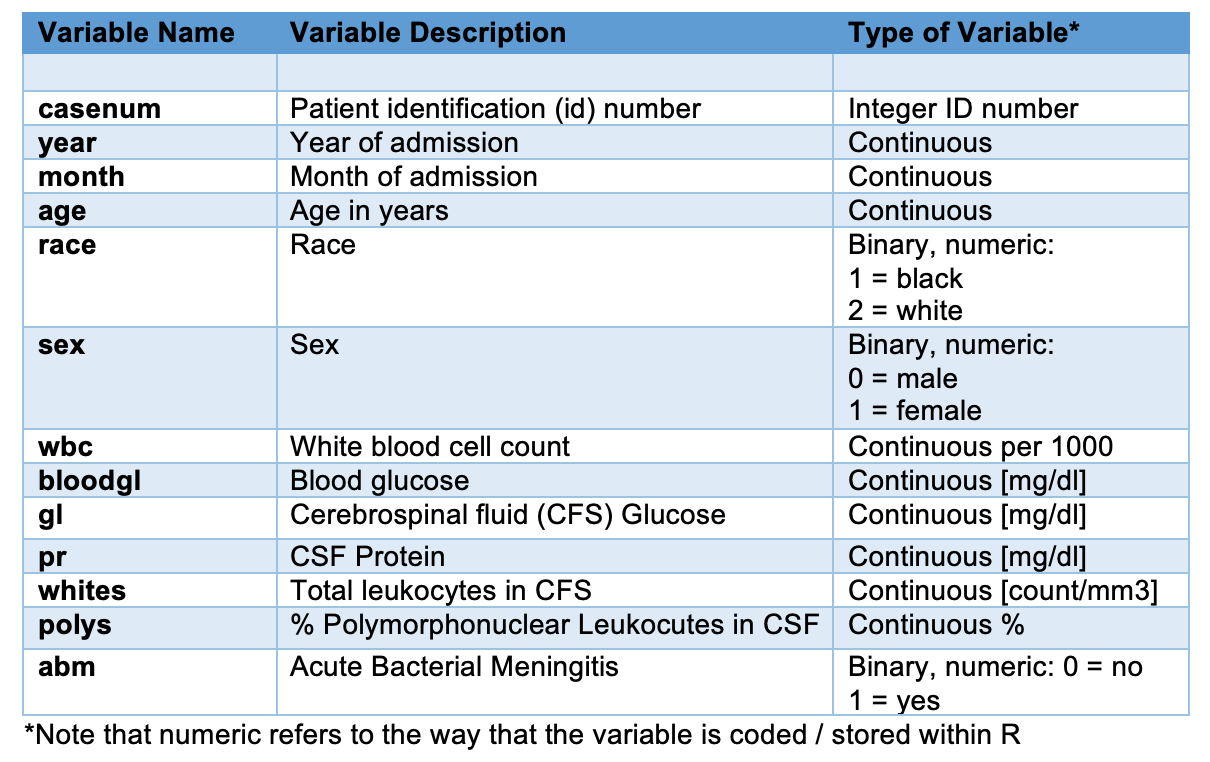 Variable Name Variable Description Type of Variable*
casenum Patient identification (id) number Integer ID number
year Year of admission Continuous
month Month of admission Continuous
age Age in years Continuous
race Race Binary, numeric:
1 = black
2 = white
sex Sex Binary, numeric:
0 = male
1 = female
wbc White blood cell count Continuous per 1000
bloodgl Blood glucose Continuous [mg/dl]
gl Cerebrospinal fluid (CFS) Glucose Continuous [mg/dl]
pr CSF Protein Continuous [mg/dl]
whites Total leukocytes in CFS Continuous [count/mm3]
polys % Polymorphonuclear Leukocutes in CSF Continuous %
abm Acute Bacterial Meningitis Binary, numeric: 0 = no
1 = yes
*Note that numeric refers to the way that the variable is coded / stored within R